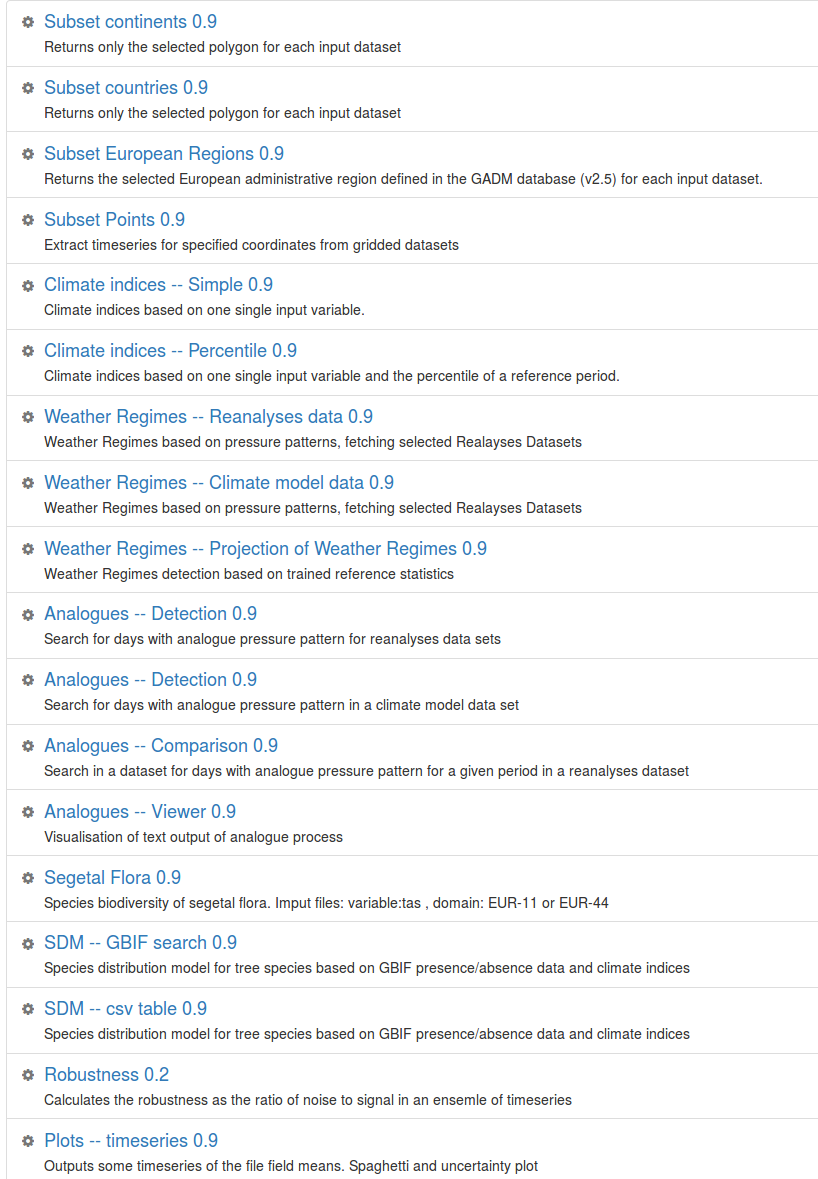 Subset continents 0.9
Returns only the selected polygon for each input dataset
Subset countries 0.9
Returns only the selected polygon for each input dataset
Subset European Regions 0.9
Returns the selected European administrative region defined in the GADM database (v2.5) for each input dataset.
Subset Points 0.9
Extract timeseries for specified coordinates from gridded datasets
Climate indices -- Simple 0.9
Climate indices based on one single input variable.
Climate indices -- Percentile 0.9
Climate indices based on one single input variable and the percentile of a reference period.
Weather Regimes -- Reanalyses data 0.9
Weather Regimes based on pressure patterns, fetching selected Realayses Datasets
Weather Regimes -- Climate model data 0.9
Weather Regimes based on pressure patterns, fetching selected Realayses Datasets
Weather Regimes -- Projection of Weather Regimes 0.9
Weather Regimes detection based on trained reference statistics
Analogues -- Detection 0.9
Search for days with analogue pressure pattern for reanalyses data sets
Analogues -- Detection 0.9
Search for days with analogue pressure pattern in a climate model data set
Analogues -- Comparison 0.9
Search in a dataset for days with analogue pressure pattern for a given period in a reanalyses dataset
Analogues -- Viewer 0.9
Visualisation of text output of analogue process
Segetal Flora 0.9
Species biodiversity of segetal flora. Imput files: variable:tas , domain: EUR-11 or EUR-44
SDM -- GBIF search 0.9
Species distribution model for tree species based on GBIF presence/absence data and climate indices
SDM -- csv table 0.9
Species distribution model for tree species based on GBIF presence/absence data and climate indices
Robustness 0.2
Calculates the robustness as the ratio of noise to signal in an ensemle of timeseries
Plots -- timeseries 0.9
Outputs some timeseries of the file field means. Spaghetti and uncertainty plot